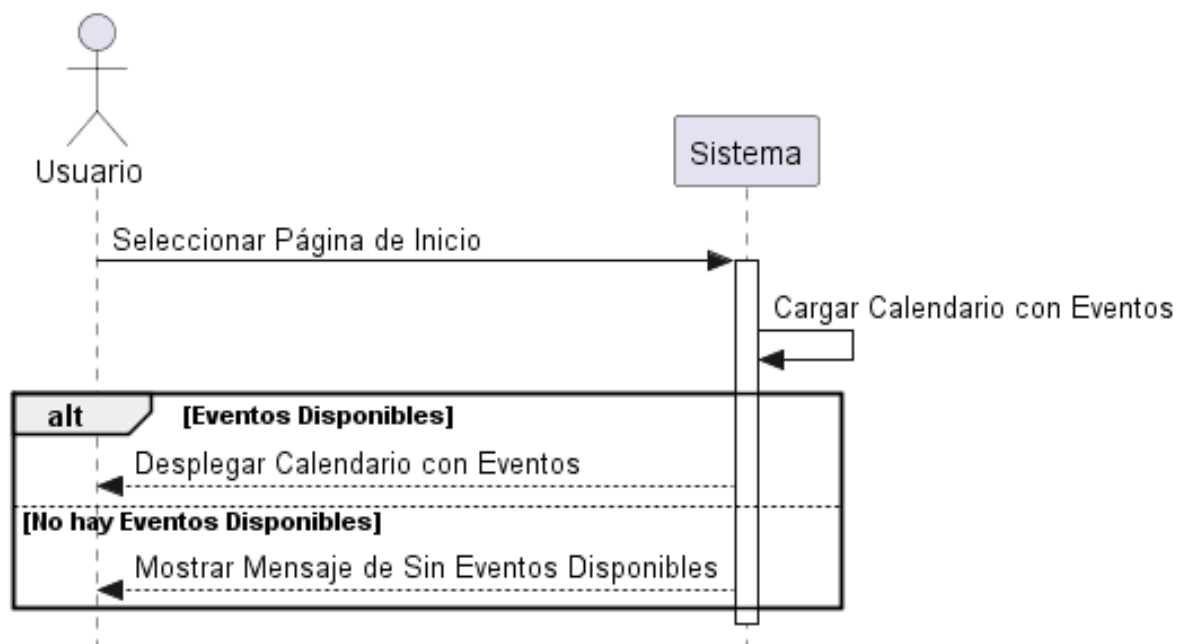 Usuario
Sistema
Seleccionar Página de Inicio
Cargar Calendario con Eventos
alt [Eventos Disponibles]
Desplegar Calendario con Eventos
[No hay Eventos Disponibles]
Mostrar Mensaje de Sin Eventos Disponibles